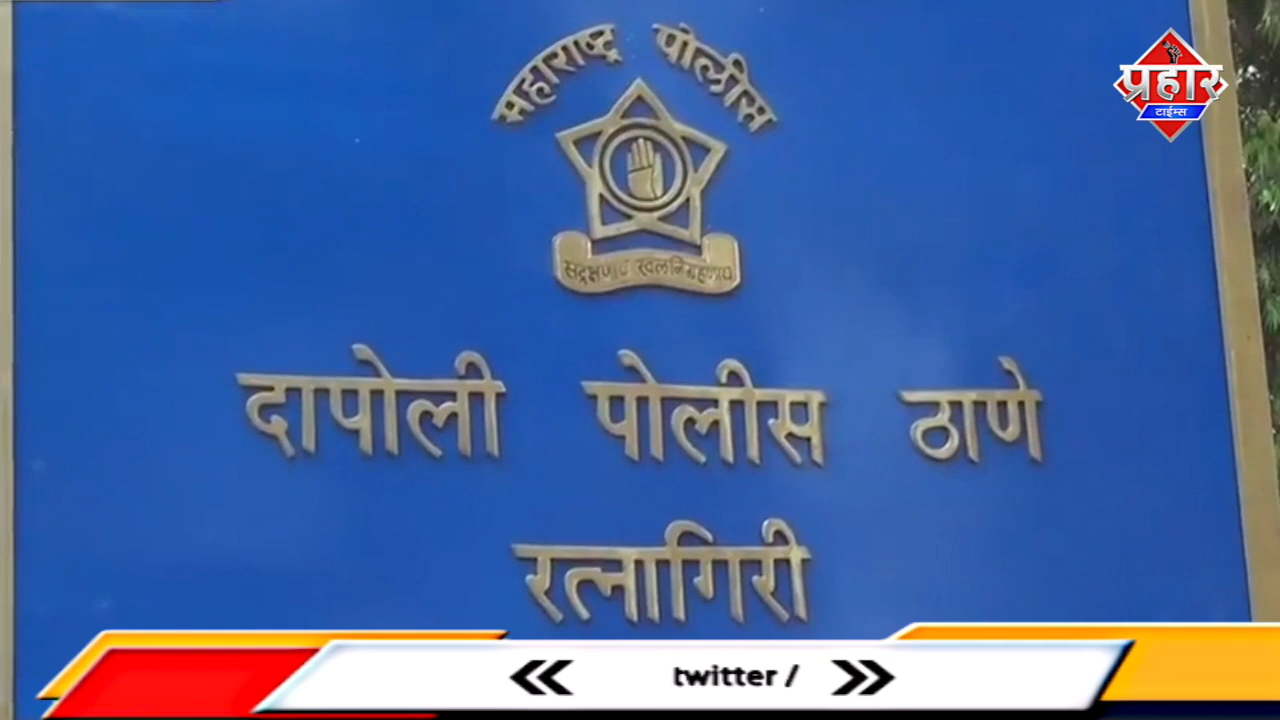 महाराष्ट्र पोलीस
प्रहार
टाईम्स
सद्रक्षणाय खलनिग्रहणाय
दापोली पोलीस ठाणे
रत्नागिरी
twitter /